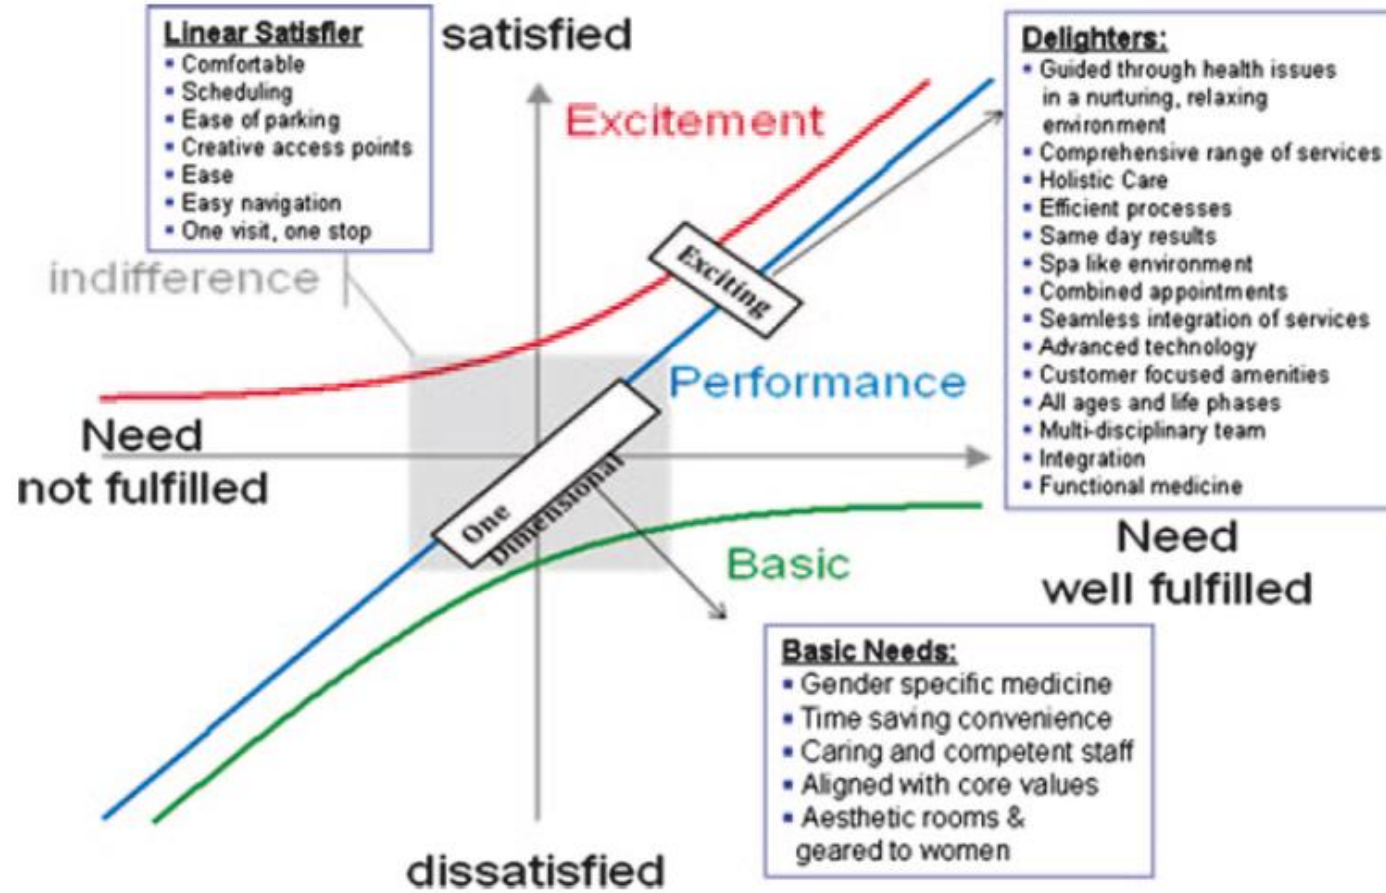 Linear Satisfier
▪ Comfortable
▪ Scheduling
▪ Ease of parking
▪ Creative access points
▪ Ease
▪ Easy navigation
▪ One visit, one stop
satisfied
Excitement
indifference
Exciting
Performance
Need
not fulfilled
One
Dimensional
Basic
Delighters:
▪ Guided through health issues
in a nurturing, relaxing
environment
▪ Comprehensive range of services
▪ Holistic Care
▪ Efficient processes
▪ Same day results
▪ Spa like environment
▪ Combined appointments
▪ Seamless integration of services
▪ Advanced technology
▪ Customer focused amenities
▪ All ages and life phases
▪ Multi-disciplinary team
▪ Integration
▪ Functional medicine
Need
well fulfilled
Basic Needs:
▪ Gender specific medicine
▪ Time saving convenience
▪ Caring and competent staff
▪ Aligned with core values
▪ Aesthetic rooms &
geared to women
dissatisfied